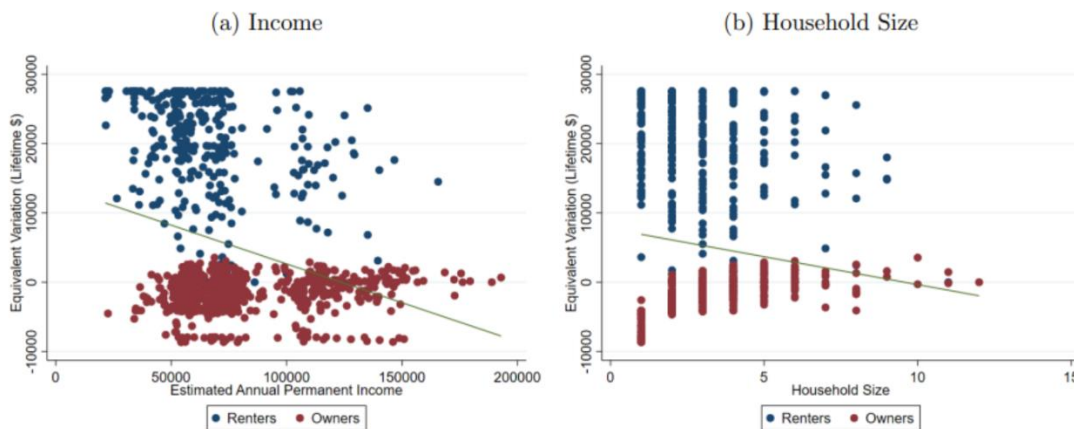 (a) Income
Equivalent Variation (Lifetime $)
30000
20000
10000
0
-10000
0 50000 100000 150000 200000
Estimated Annual Permanent Income
Renters Owners
(b) Household Size
Equivalent Variation (Lifetime $)
30000
20000
10000
0
-10000
0 5 10 15
Household Size
Renters Owners